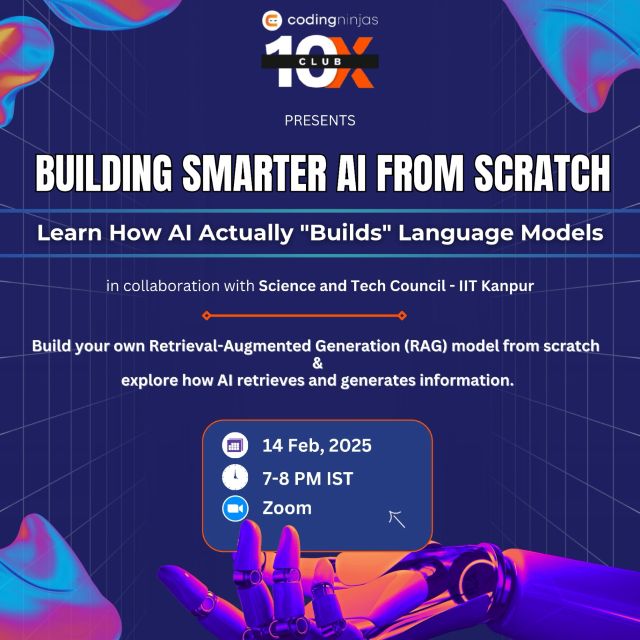 codingninjas
10X
CLUB
PRESENTS
BUILDING SMARTER AI FROM SCRATCH
Learn How AI Actually "Builds" Language Models
in collaboration with Science and Tech Council - IIT Kanpur
Build your own Retrieval-Augmented Generation (RAG) model from scratch
&
explore how AI retrieves and generates information.
14 Feb, 2025
7-8 PM IST
Zoom